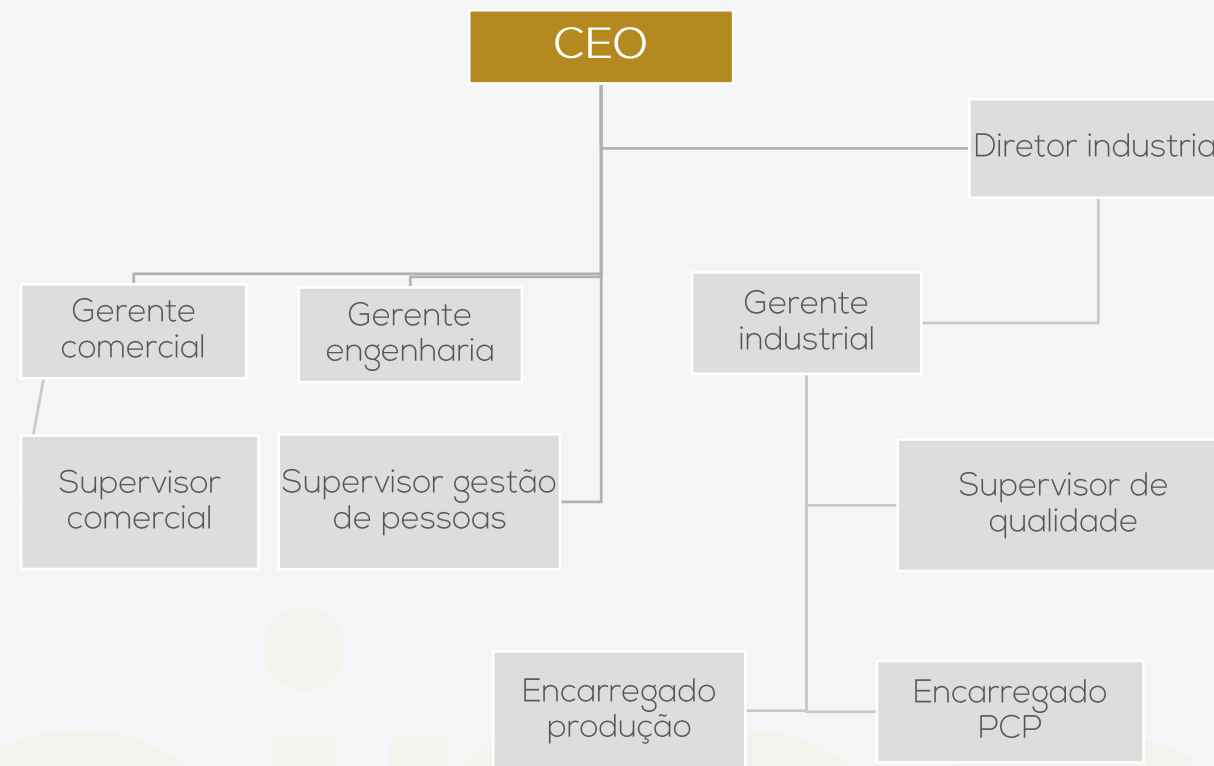 CEO
Diretor industria
Gerente
comercial
Gerente
engenharia
Gerente
industrial
Supervisor
comercial
Supervisor gestão
de pessoas
Supervisor de
qualidade
Encarregado
produção
Encarregado
PCP